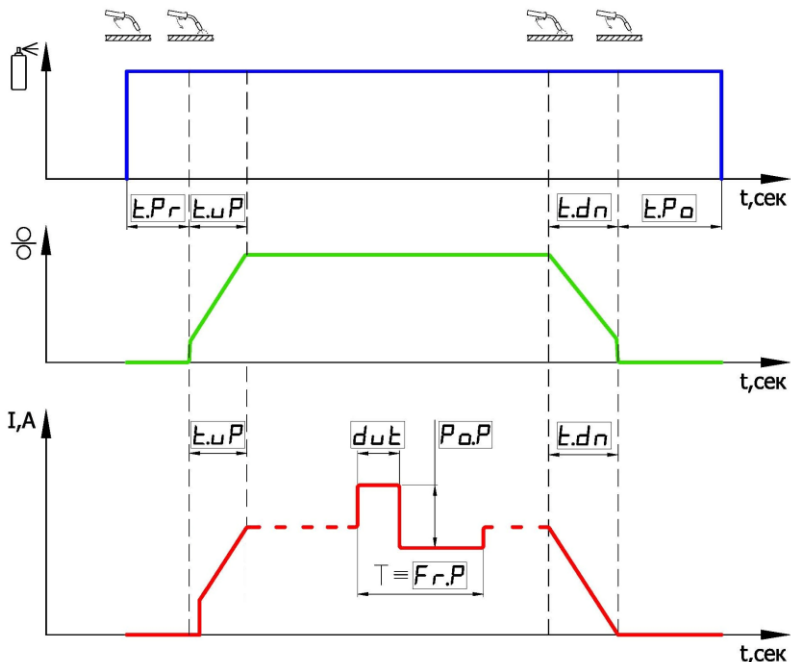 t,сек
t.Pr t.uP t.dn t.Po
t,сек
I,A
t.uP dut Po.P t.dn
T ≡ Fr.P
t,сек